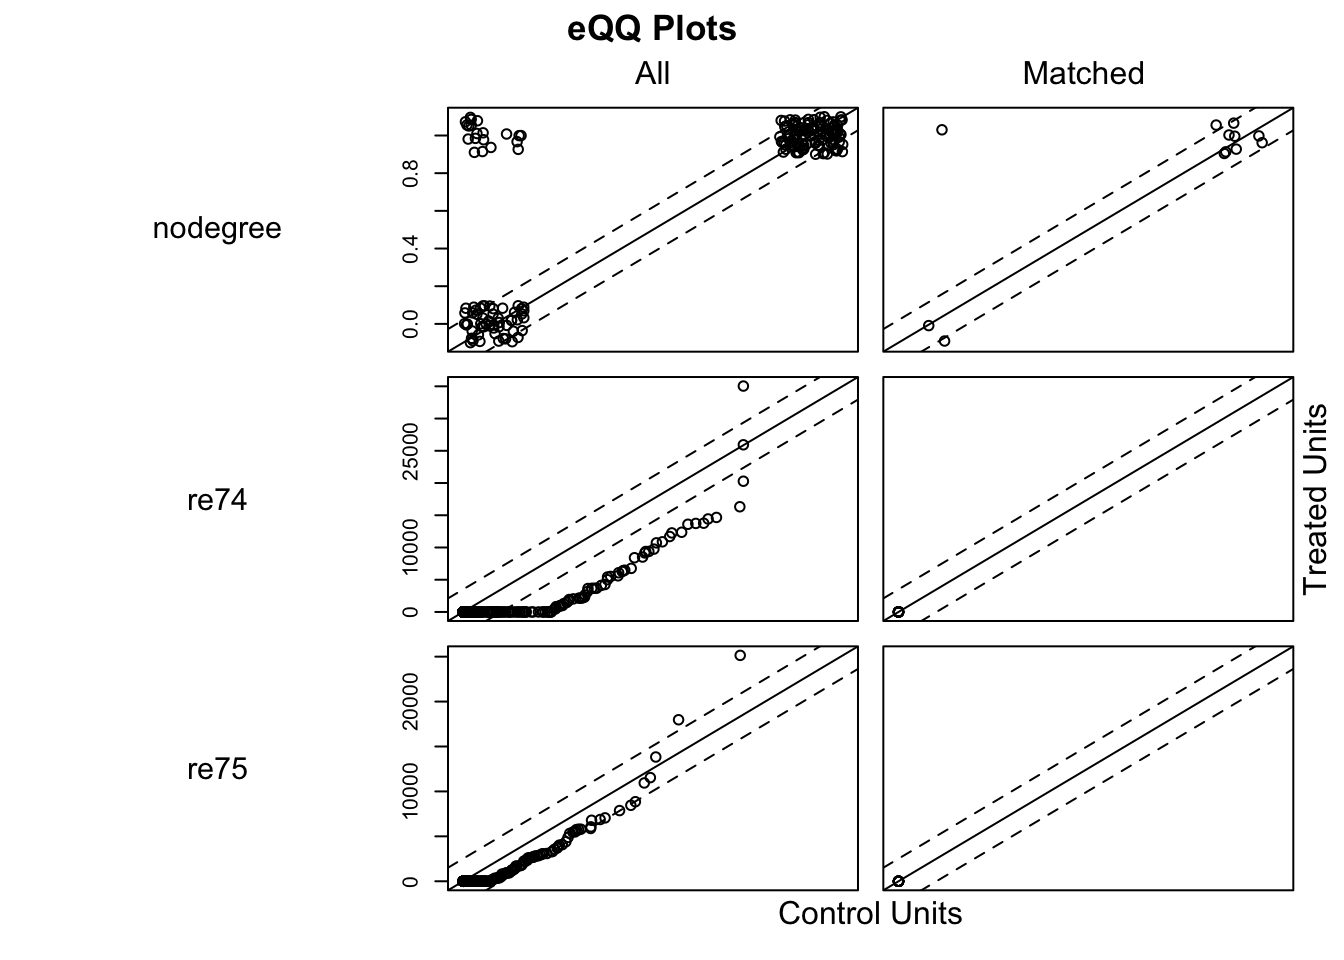 eQQ Plots
All
Matched
nodegree
0.8
0.4
0.0
re74
25000
10000
0
re75
20000
10000
0
Treated Units
Control Units